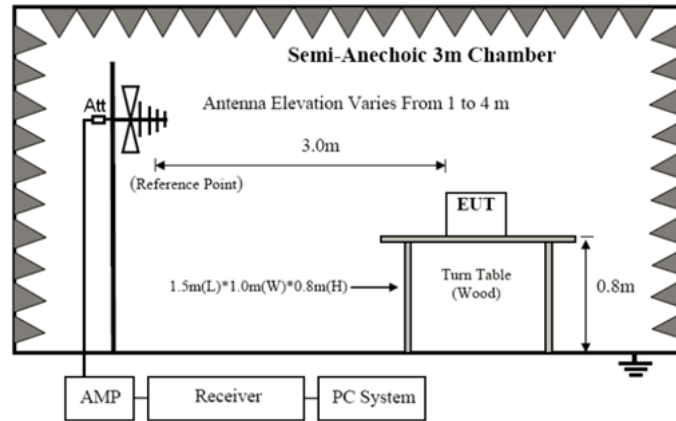 Semi-Anechoic 3m Chamber
Att
Antenna Elevation Varies From 1 to 4 m
3.0m
(Reference Point)
EUT
1.5m(L)*1.0m(W)*0.8m(H)
Turn Table
(Wood)
0.8m
AMP
Receiver
PC System